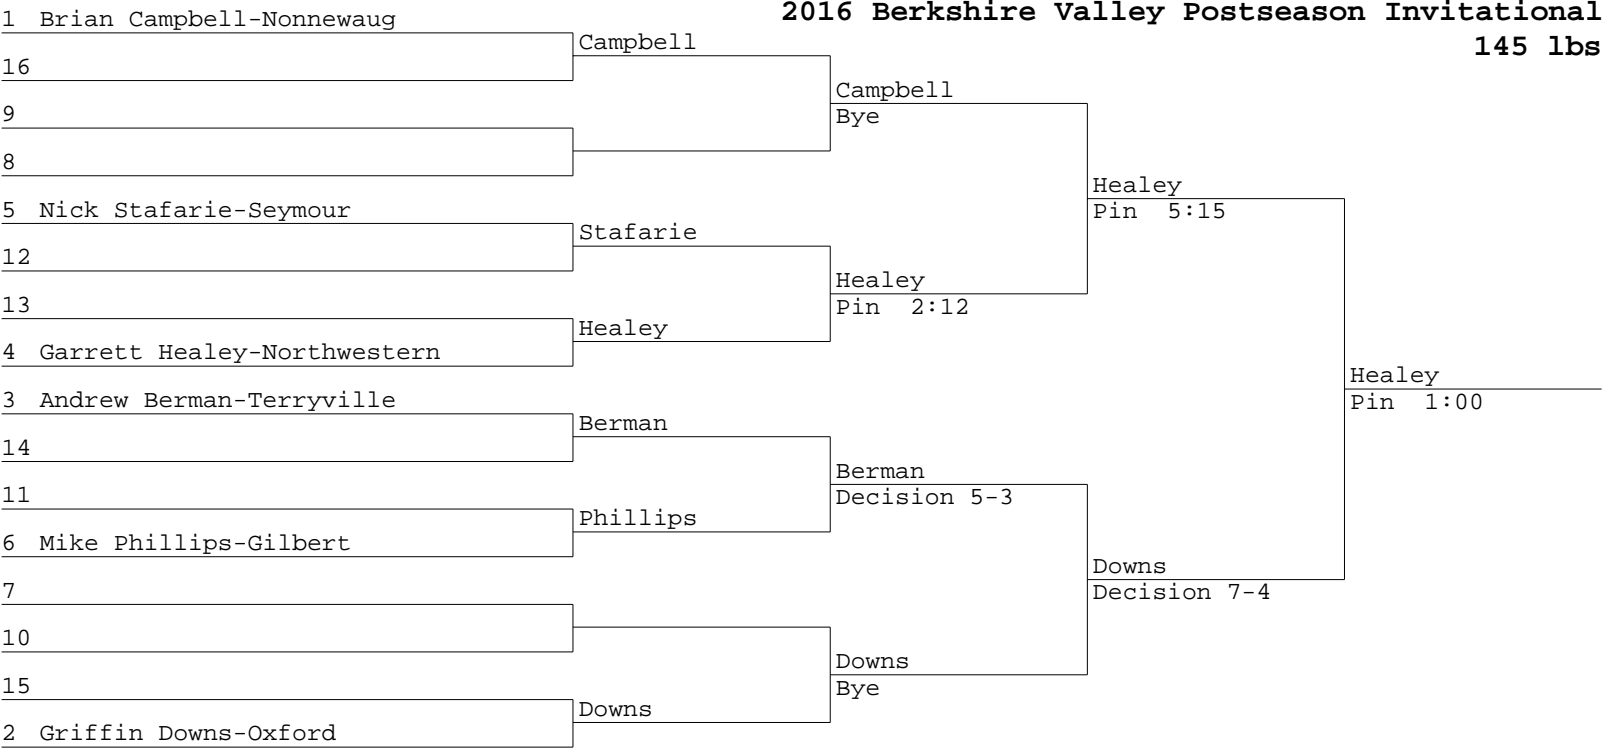 2016 Berkshire Valley Postseason Invitational
145 lbs
1 Brian Campbell-Nonnewaug
16
9
8
5 Nick Stafarie-Seymour
12
13
4 Garrett Healey-Northwestern
3 Andrew Berman-Terryville
14
11
6 Mike Phillips-Gilbert
7
10
15
2 Griffin Downs-Oxford
Campbell
Stafarie
Healey
Berman
Phillips
Downs
Campbell
Bye
Healey
Pin 2:12
Berman
Decision 5-3
Downs
Bye
Healey
Pin 5:15
Downs
Decision 7-4
Healey
Pin 1:00